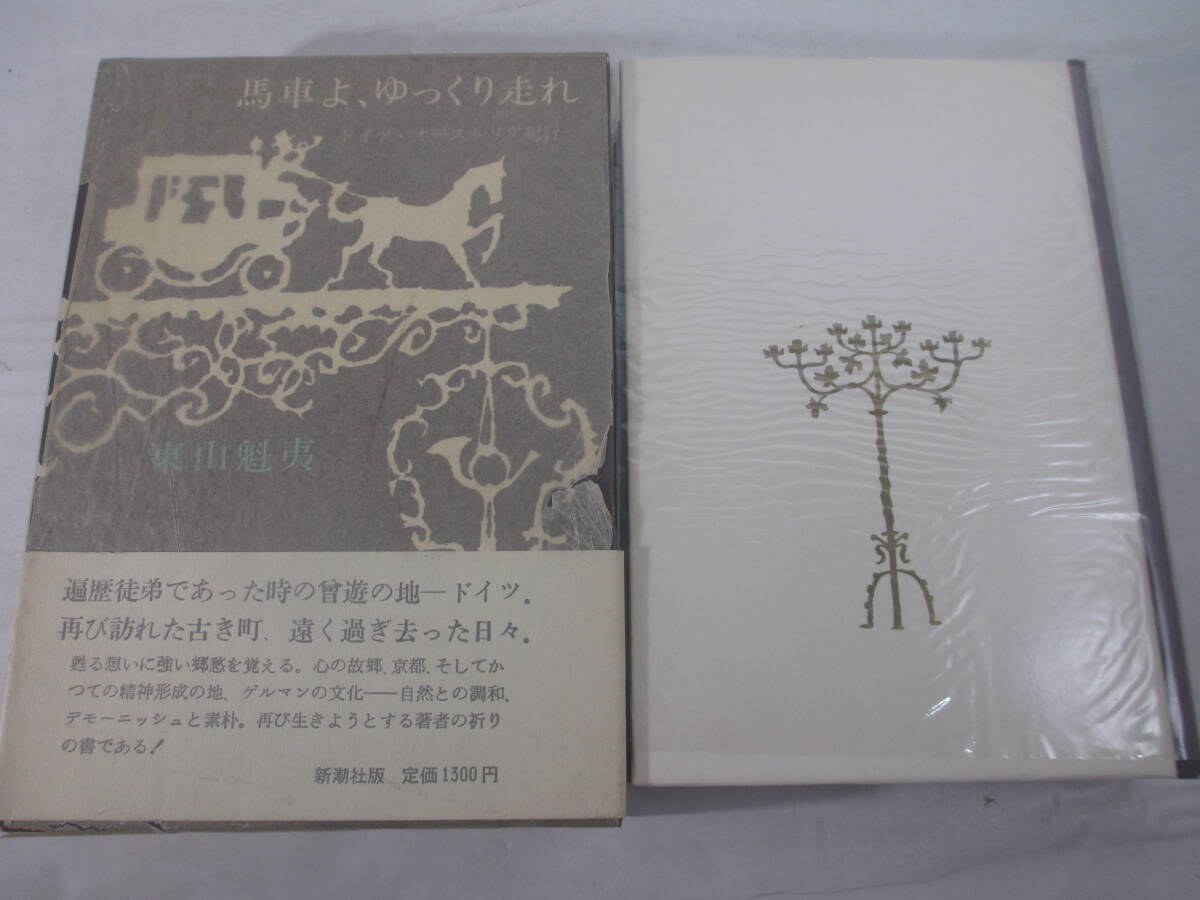 馬車よ、ゆっくり走れ
ドイツ・オーストリア紀行
東山魁夷
遍歴徒弟であった時の曾遊の地―ドイツ。
再び訪れた古き町、遠く過ぎ去った日々。
甦る想いに強い郷愁を覚える。心の故郷、京都、そしてか
つての精神形成の地、ゲルマンの文化――自然との調和、
デモーニッシュと素朴。再び生きようとする著者の祈り
の書である!
新潮社版 定価1300円